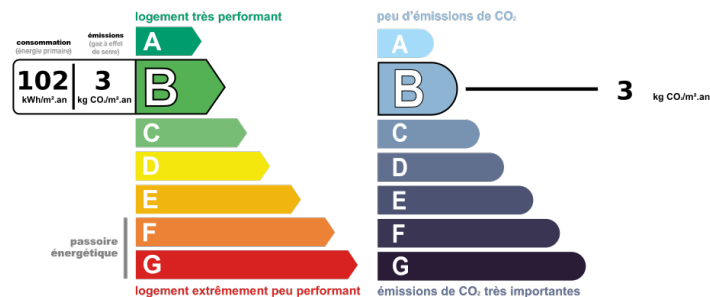 logement très performant
consommation
(énergie primaire)
émissions
(gaz à effet
de serre)
A
102
kWh/m².an
3
kg CO₂/m².an
B
C
D
E
F
G
passoire
énergétique
logement extrêmement peu performant
peu d'émissions de CO₂
A
B
3 kg CO₂/m².an
C
D
E
F
G
émissions de CO₂ très importantes